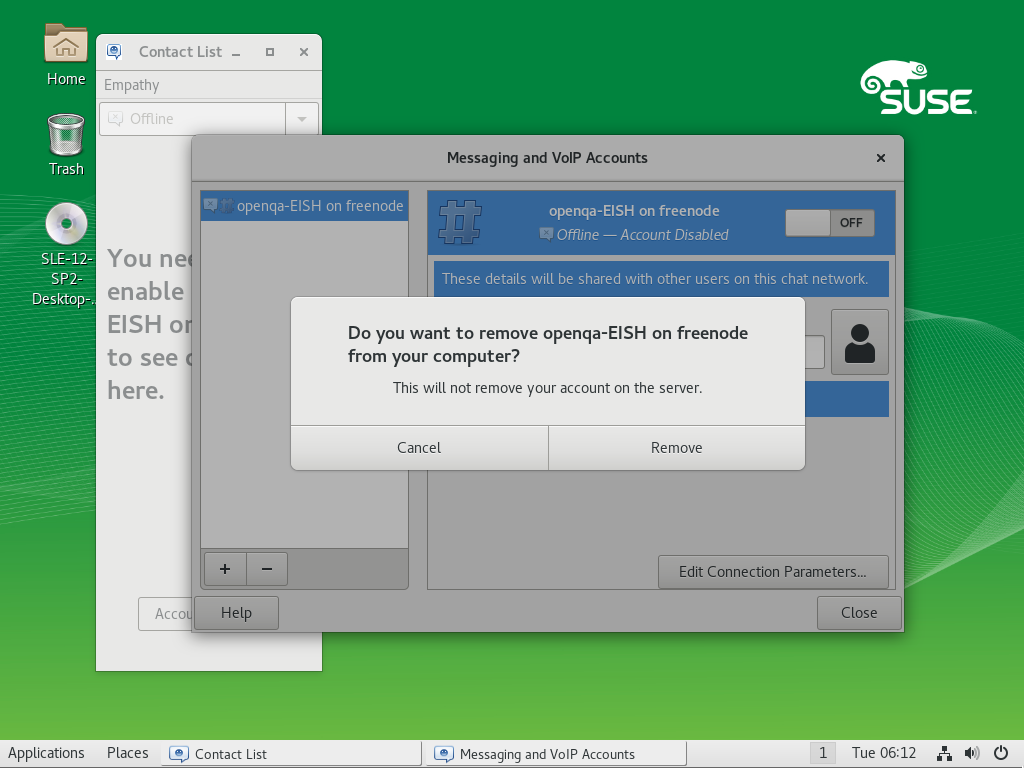 Home
Trash
SLE-12-
SP2-
Desktop-..
Contact List
Empathy
Offline
You nee
enable
EISH or
to see c
here.
Accou
SUSE
Messaging and VoIP Accounts
openqa-EISH on freenode
openqa-EISH on freenode
Offline — Account Disabled
OFF
These details will be shared with other users on this chat network.
Do you want to remove openqa-EISH on freenode
from your computer?
This will not remove your account on the server.
Cancel
Remove
Edit Connection Parameters...
Help
Close
Applications
Places
Contact List
Messaging and VoIP Accounts
1
Tue 06:12